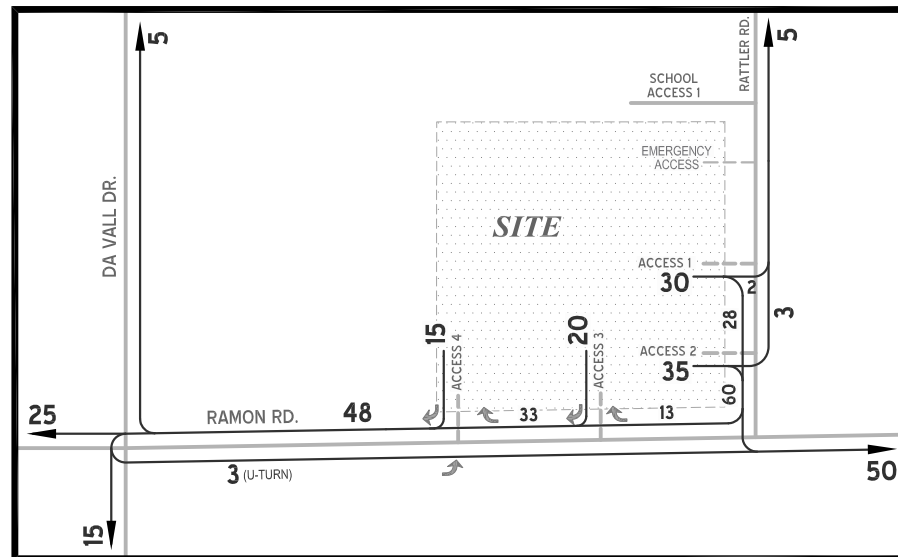 5
5
RATTLER RD.
SCHOOL
ACCESS 1
EMERGENCY
ACCESS
DA VALL DR.
SITE
ACCESS 1
30
2
28
3
15
ACCESS 4
20
ACCESS 3
ACCESS 2
35
60
25
RAMON RD.
48
33
13
3 (U-TURN)
50
15